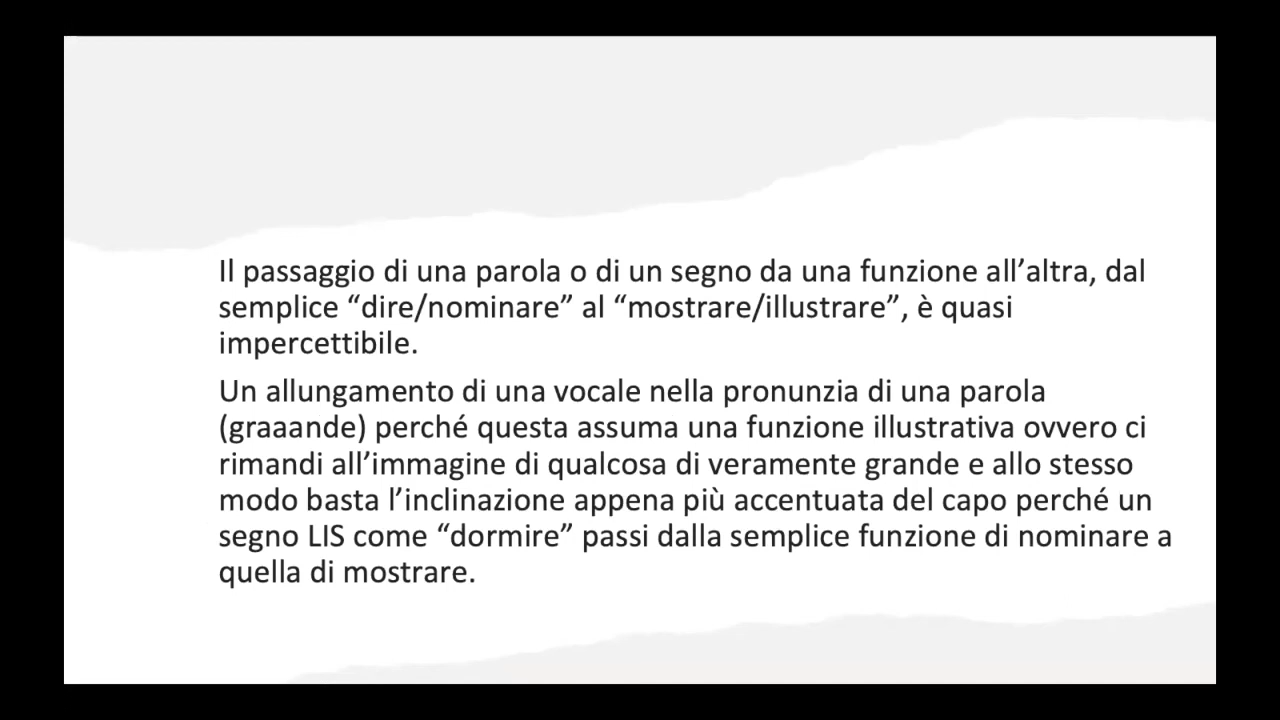 Il passaggio di una parola o di un segno da una funzione all’altra, dal
semplice “dire/nominare” al “mostrare/illustrare”, è quasi
impercettibile.
Un allungamento di una vocale nella pronunzia di una parola
(graaande) perché questa assuma una funzione illustrativa ovvero ci
rimandi all’immagine di qualcosa di veramente grande e allo stesso
modo basta l’inclinazione appena più accentuata del capo perché un
segno LIS come “dormire” passi dalla semplice funzione di nominare a
quella di mostrare.